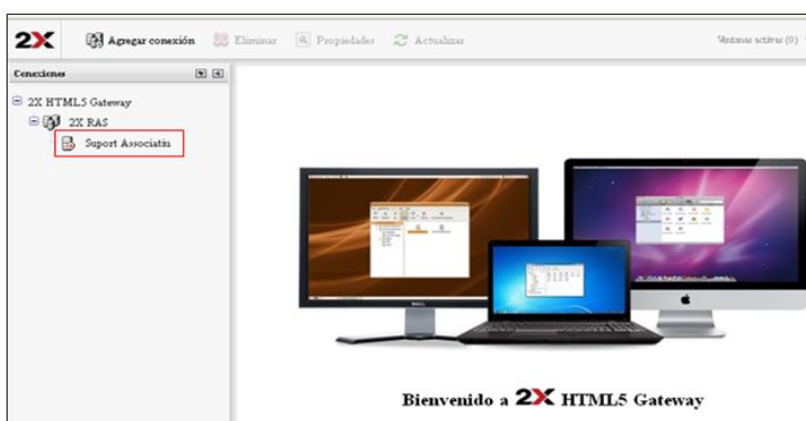 2X Agregar conexión Eliminar Propiedades Actualizar Ventanas activas (0)
Conexiones
2X HTML5 Gateway
2X RAS
Suport Associatiu
DELL
Bienvenido a 2X HTML5 Gateway